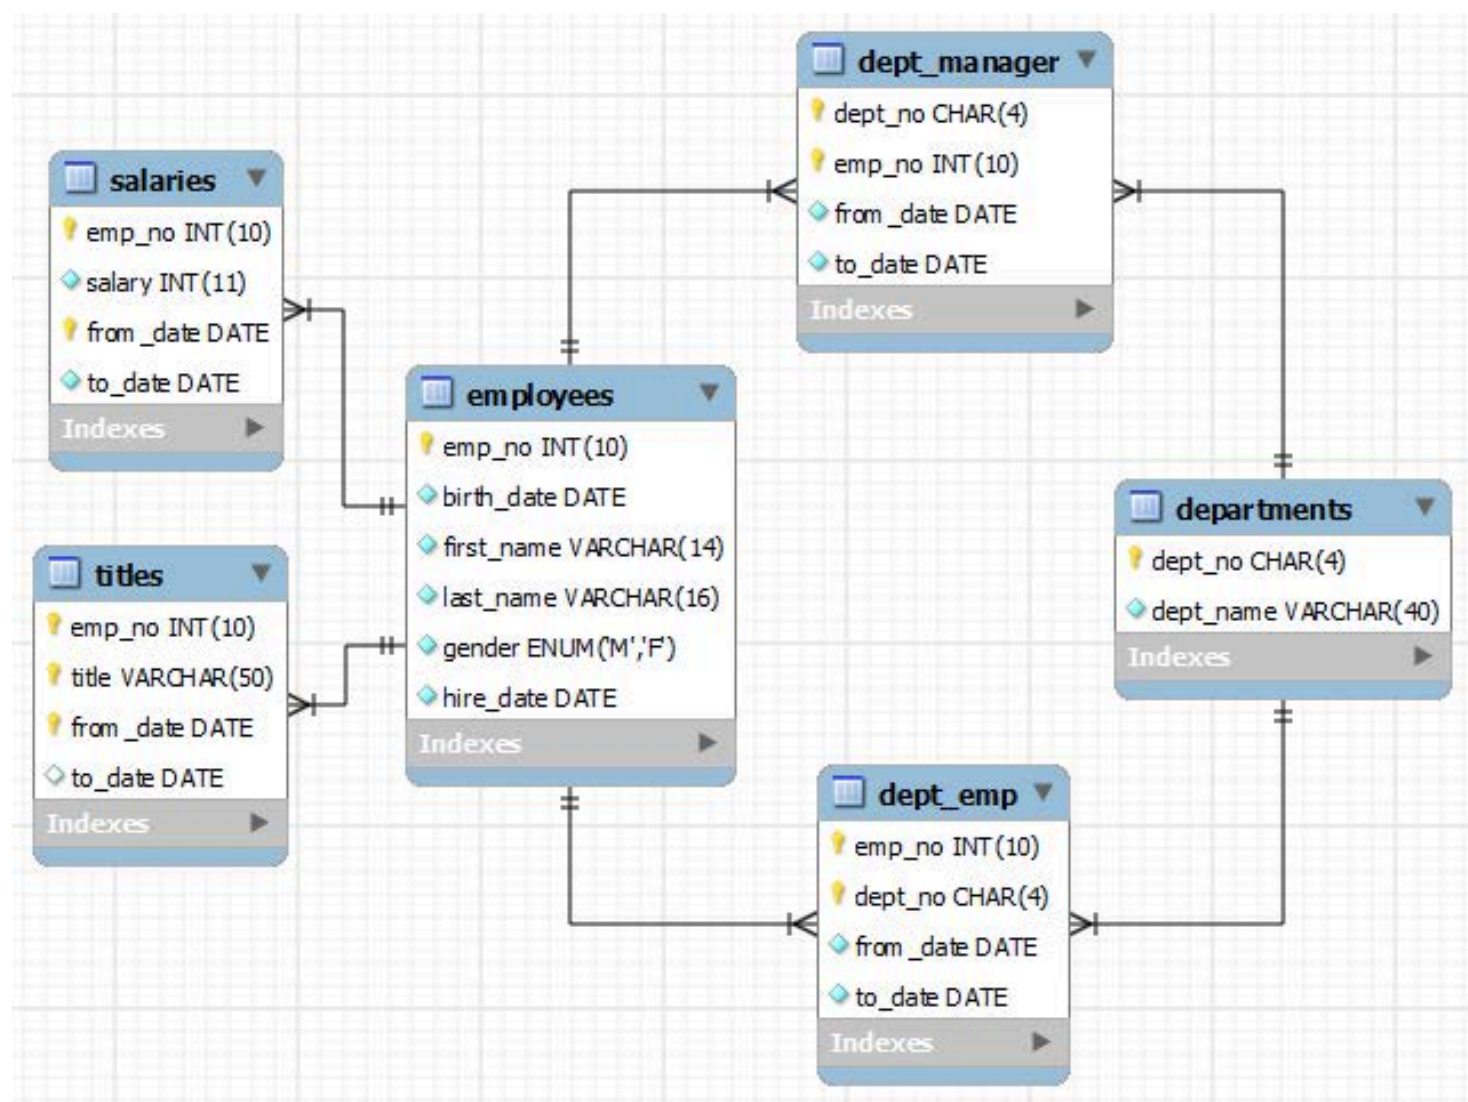 dept_manager
dept_no CHAR(4)
emp_no INT(10)
from_date DATE
to_date DATE
Indexes
salaries
emp_no INT(10)
salary INT(11)
from_date DATE
to_date DATE
Indexes
employees
emp_no INT(10)
birth_date DATE
first_name VARCHAR(14)
last_name VARCHAR(16)
gender ENUM('M','F')
hire_date DATE
Indexes
departments
dept_no CHAR(4)
dept_name VARCHAR(40)
Indexes
titles
emp_no INT(10)
title VARCHAR(50)
from_date DATE
to_date DATE
Indexes
dept_emp
emp_no INT(10)
dept_no CHAR(4)
from_date DATE
to_date DATE
Indexes